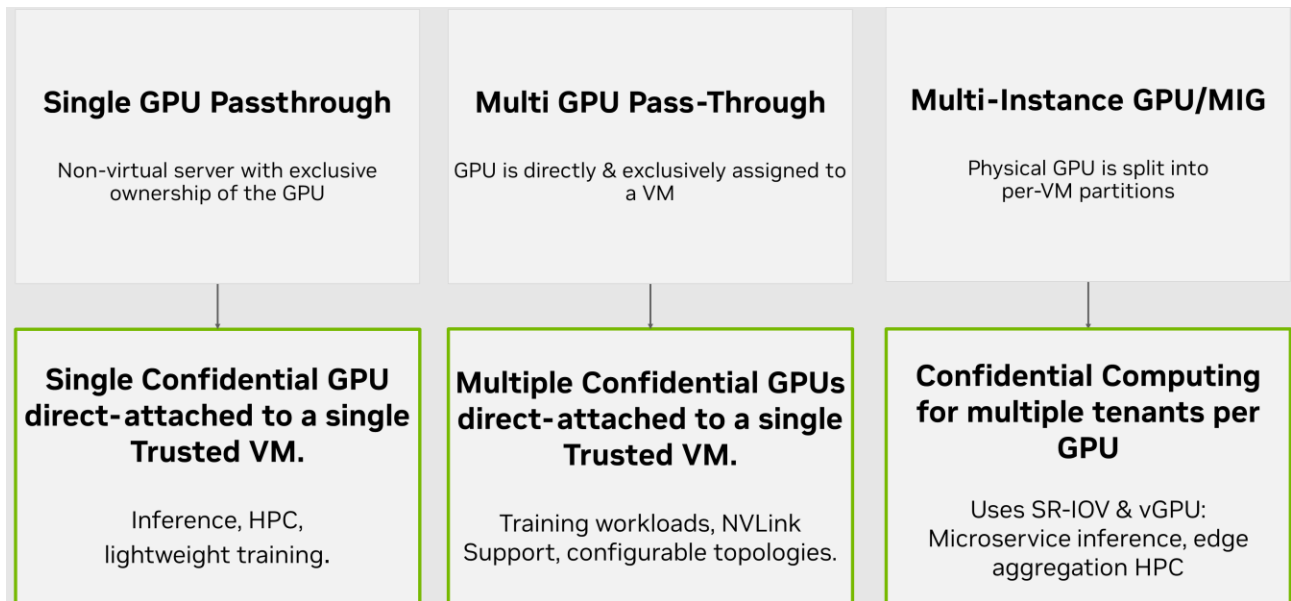 Single GPU Passthrough
Non-virtual server with exclusive
ownership of the GPU
Multi GPU Pass-Through
GPU is directly & exclusively assigned to
a VM
Multi-Instance GPU/MIG
Physical GPU is split into
per-VM partitions
Single Confidential GPU
direct-attached to a single
Trusted VM.
Inference, HPC,
lightweight training.
Multiple Confidential GPUs
direct-attached to a single
Trusted VM.
Training workloads, NVLink
Support, configurable topologies.
Confidential Computing
for multiple tenants per
GPU
Uses SR-IOV & vGPU:
Microservice inference, edge
aggregation HPC